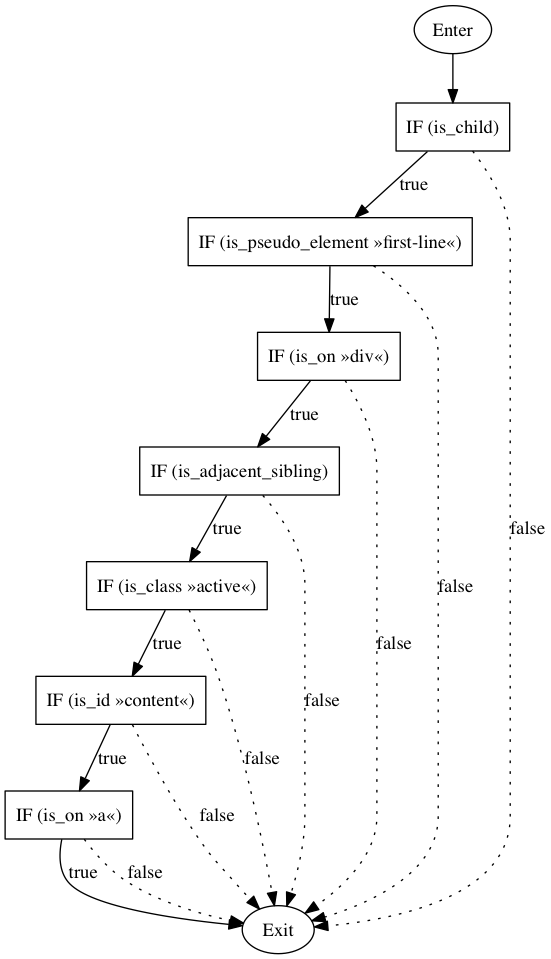 Enter
IF (is_child)
true
IF (is_pseudo_element »first-line«)
true
IF (is_on »div«)
true
IF (is_adjacent_sibling)
true
false
IF (is_class »active«)
false
true
false
IF (is_id »content«)
false
true
false
IF (is_on »a«)
false
true
false
Exit